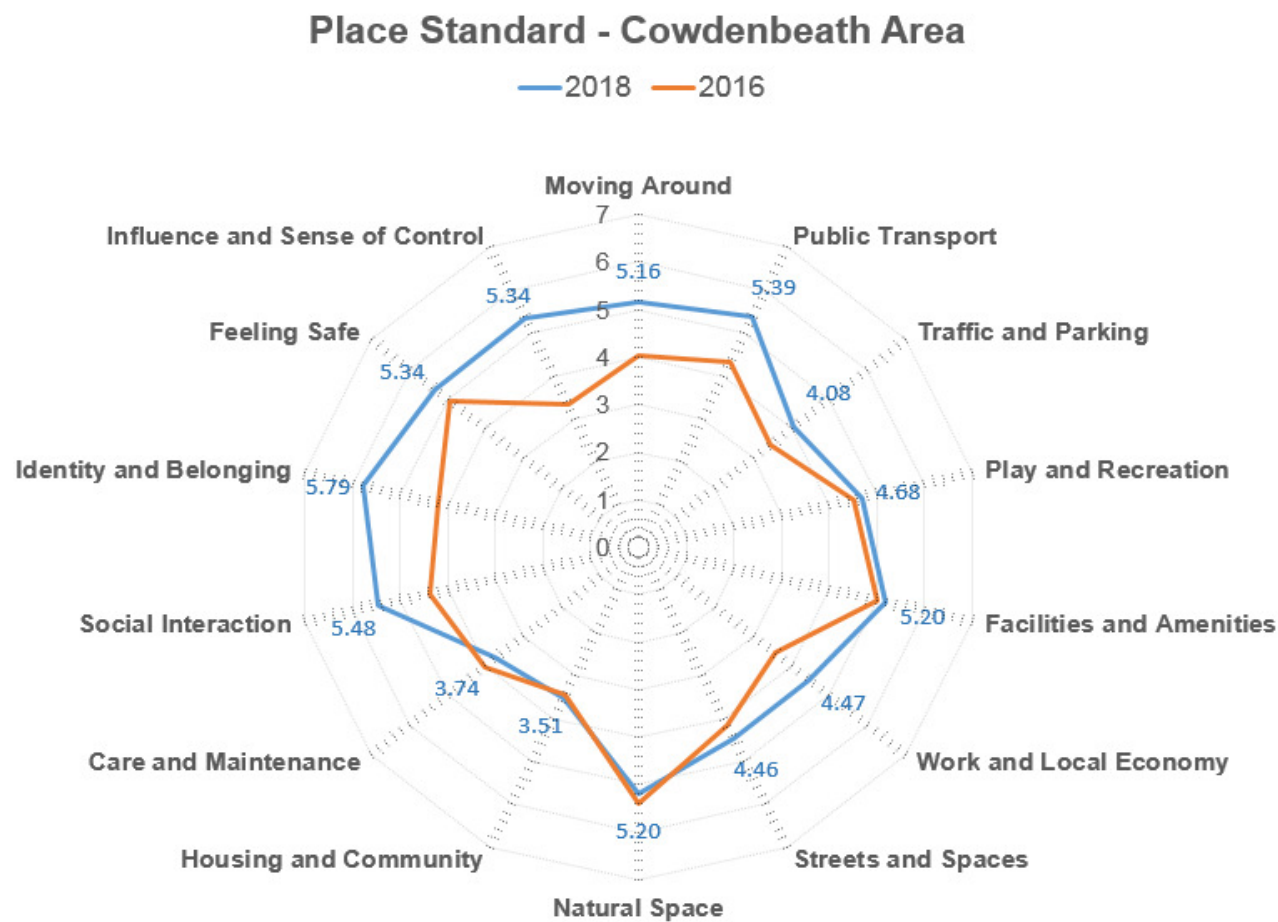 Place Standard - Cowdenbeath Area
2018 2016
Moving Around
7
Influence and Sense of Control
Public Transport
6
5.16
5.34
5.39
5
Feeling Safe
Traffic and Parking
4
5.34
4.08
3
2
Identity and Belonging
Play and Recreation
5.79
4.68
1
0
Social Interaction
5.48
5.20
Facilities and Amenities
3.74
4.47
3.51
Care and Maintenance
4.46
Work and Local Economy
5.20
Housing and Community
Streets and Spaces
Natural Space